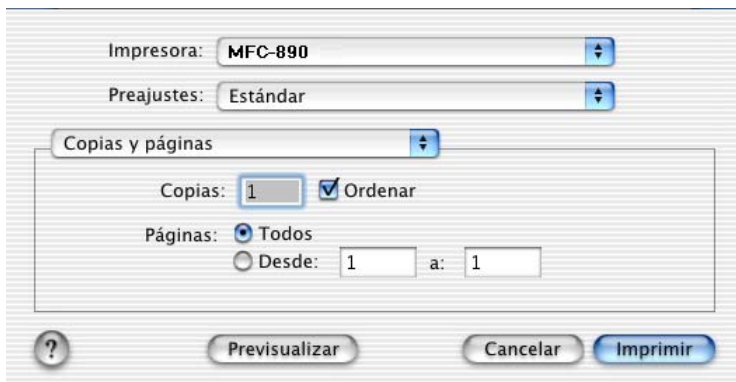 Impresora: MFC-890
Preajustes: Estándar
Copias y páginas
Copias: 1 Ordenar
Páginas: Todos
Desde: 1 a: 1
? Previsualizar Cancelar Imprimir